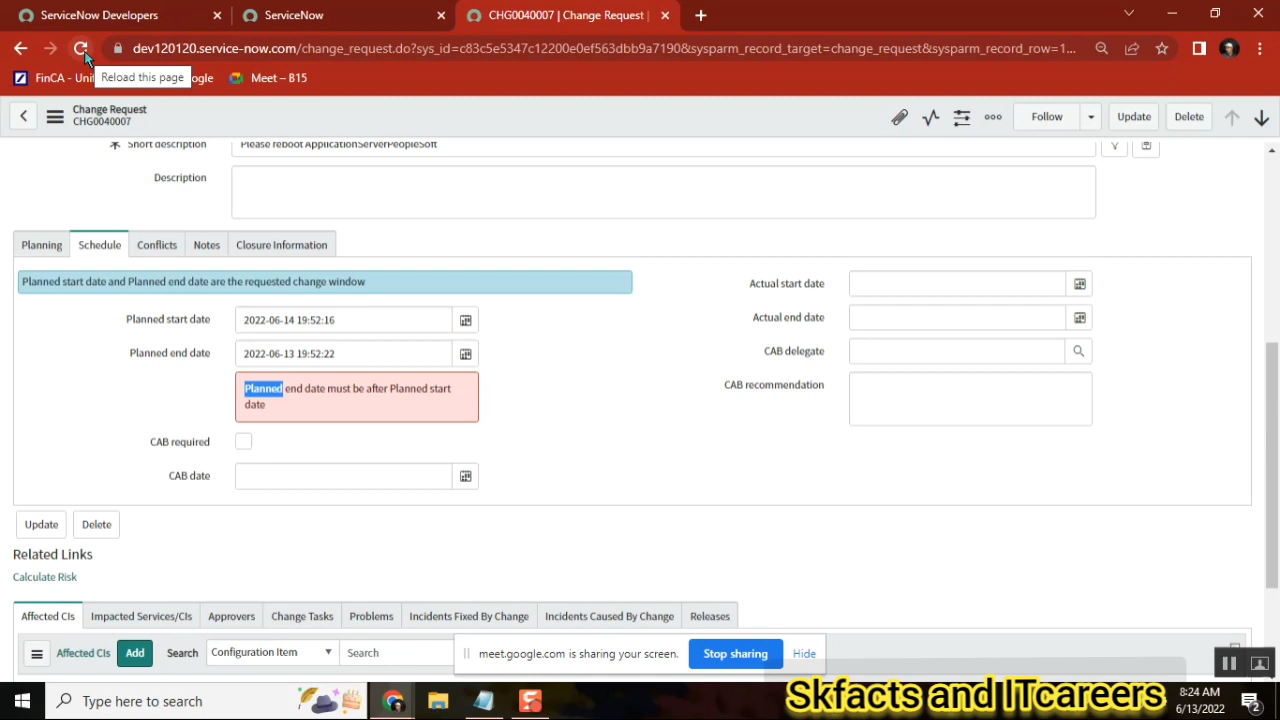 ServiceNow Developers
ServiceNow
CHG0040007 | Change Request |
dev120120.service-now.com/change_request.do?sys_id=c83c5e5347c12200e0ef563dbb9a7190&sysparm_record_target=change_request&sysparm_record_row=1...
FinCA - Unif
ogle
Meet – B15
Reload this page
Change Request
CHG0040007
Follow
Update
Delete
Short description
Please reboot ApplicationServerPeopleSoft
Description
Planning
Schedule
Conflicts
Notes
Closure Information
Planned start date and Planned end date are the requested change window
Planned start date
2022-06-14 19:52:16
Planned end date
2022-06-13 19:52:22
Planned end date must be after Planned start
date
CAB required
CAB date
Actual start date
Actual end date
CAB delegate
CAB recommendation
Update
Delete
Related Links
Calculate Risk
Affected CIs
Impacted Services/CIs
Approvers
Change Tasks
Problems
Incidents Fixed By Change
Incidents Caused By Change
Releases
Affected CIs
Add
Search
Configuration Item
Search
meet.google.com is sharing your screen.
Stop sharing
Hide
Type here to search
Skfacts and ITcareers
8:24 AM
6/13/2022
2